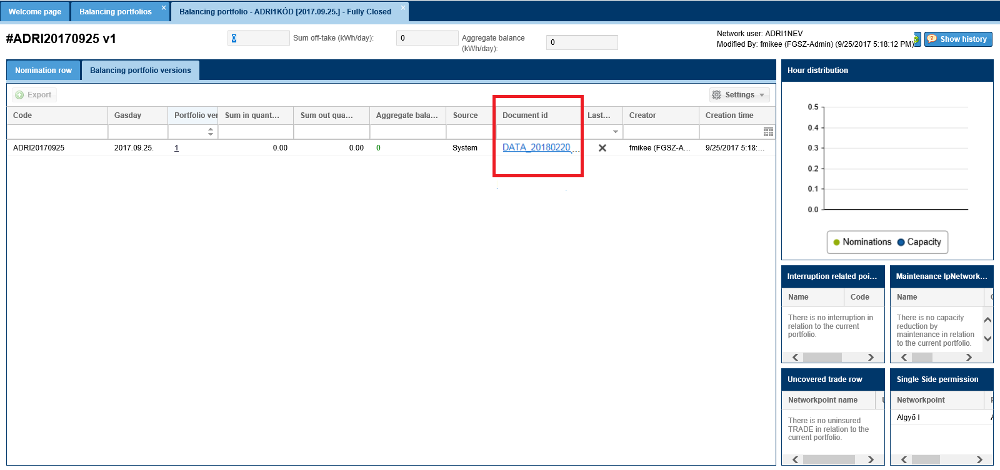 Welcome page
Balancing portfolios
Balancing portfolio - ADRI1KÓD [2017.09.25.] - Fully Closed
#ADRI20170925 v1
0
Sum off-take (kWh/day):
0
Aggregate balance
(kWh/day):
0
Network user: ADRI1NEV
Modified By: fmikee (FGSZ-Admin) (9/25/2017 5:18:12 PM)
Show history
Nomination row
Balancing portfolio versions
Export
Settings
Code
Gasday
Portfolio ver
Sum in quant...
Sum out qua...
Aggregate bala...
Source
Document id
Last...
Creator
Creation time
ADRI20170925
2017.09.25.
1
0.00
0.00
0
System
DATA_20180220_...
fmikee (FGSZ-A...
9/25/2017 5:18:...
Hour distribution
0.5
0.4
0.3
0.2
0.1
0.0
Nominations
Capacity
Interruption related poi...
Name
Code
There is no interruption in
relation to the current
portfolio.
Maintenance IpNetwork...
Name
There is no capacity
reduction by
maintenance in relation
to the current portfolio.
Uncovered trade row
Networkpoint name
There is no uninsured
TRADE in relation to the
current portfolio.
Single Side permission
Networkpoint
Algyő I